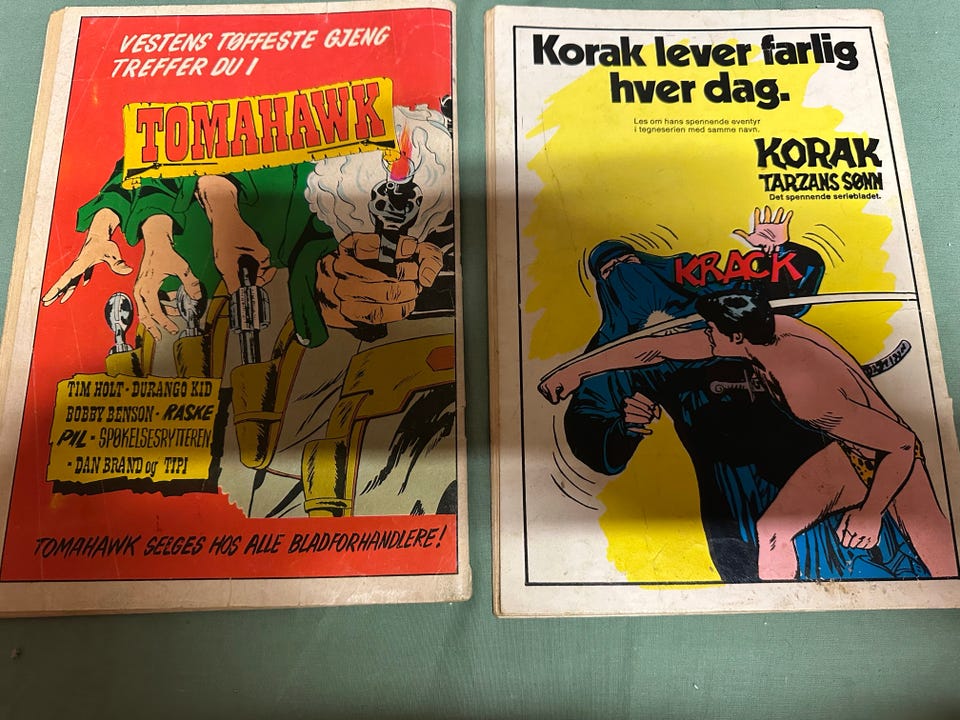 VESTENS TØFFESTE GJENG
TREFFER DU I
TOMAHAWK
TIM HOLT - DURANGO KID
BOBBY BENSON - RASKE
PIL - SPØKELSESRYTTEREN
- DAN BRAND og TIPI
TOMAHAWK SELGES HOS ALLE BLADFORHANDLERE!
Korak lever farlig
hver dag.
Les om hans spennende eventyr
i tegneserien med samme navn.
KORAK
TARZANS SØNN
Det spennende seriebladet.
KRACK